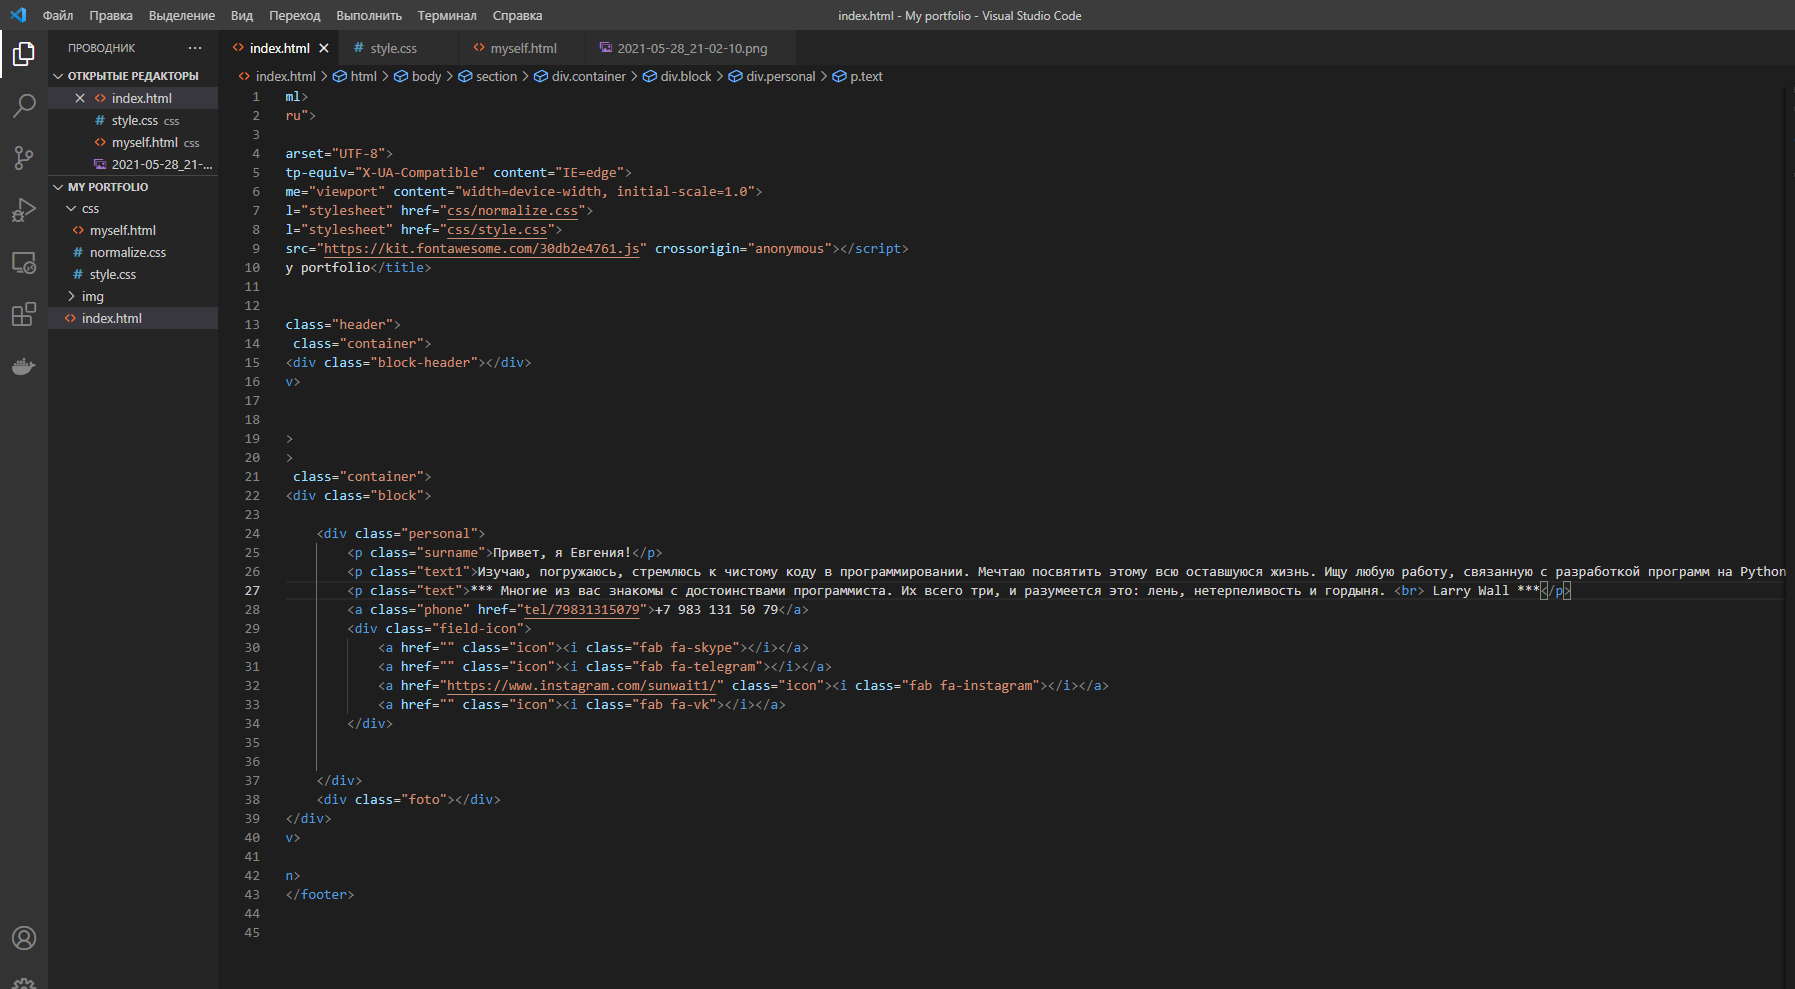 Файл Правка Выделение Вид Переход Выполнить Терминал Справка
index.html - My portfolio - Visual Studio Code
ПРОВОДНИК ...
ОТКРЫТЫЕ РЕДАКТОРЫ
index.html
style.css css
myself.html css
2021-05-28_21-...
MY PORTFOLIO
css
myself.html
normalize.css
style.css
img
index.html
index.html style.css myself.html 2021-05-28_21-02-10.png
index.html > html > body > section > div.container > div.block > div.personal > p.text
1 ml>
2 ru">
3
4 arset="UTF-8">
5 tp-equiv="X-UA-Compatible" content="IE=edge">
6 me="viewport" content="width=device-width, initial-scale=1.0">
7 l="stylesheet" href="css/normalize.css">
8 l="stylesheet" href="css/style.css">
9 src="https://kit.fontawesome.com/30db2e4761.js" crossorigin="anonymous"></script>
10 y portfolio</title>
11
12
13 class="header">
14 class="container">
15 <div class="block-header"></div>
16 v>
17
18
19 >
20 >
21 class="container">
22 <div class="block">
23
24 <div class="personal">
25 <p class="surname">Привет, я Евгения!</p>
26 <p class="text1">Изучаю, погружаюсь, стремлюсь к чистому коду в программировании. Мечтаю посвятить этому всю оставшуюся жизнь. Ищу любую работу, связанную с разработкой программ на Python
27 <p class="text">*** Многие из вас знакомы с достоинствами программиста. Их всего три, и разумеется это: лень, нетерпеливость и гордыня. <br> Larry Wall ***</p>
28 <a class="phone" href="tel/79831315079">+7 983 131 50 79</a>
29 <div class="field-icon">
30 <a href="" class="icon"><i class="fab fa-skype"></i></a>
31 <a href="" class="icon"><i class="fab fa-telegram"></i></a>
32 <a href="https://www.instagram.com/sunwait1/" class="icon"><i class="fab fa-instagram"></i></a>
33 <a href="" class="icon"><i class="fab fa-vk"></i></a>
34 </div>
35
36
37 </div>
38 <div class="foto"></div>
39 </div>
40 v>
41
42 n>
43 </footer>
44
45